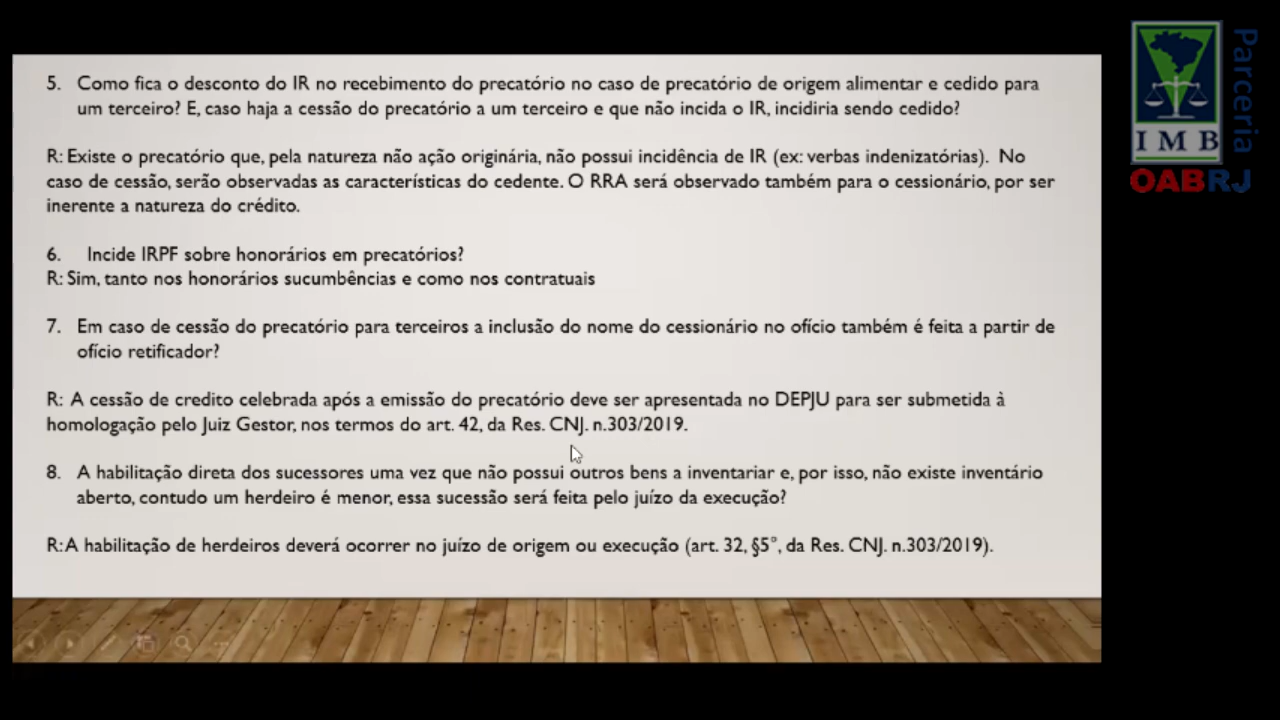 5. Como fica o desconto do IR no recebimento do precatório no caso de precatório de origem alimentar e cedido para
um terceiro? E, caso haja a cessão do precatório a um terceiro e que não incida o IR, incidiria sendo cedido?
R: Existe o precatório que, pela natureza não ação originária, não possui incidência de IR (ex: verbas indenizatórias). No
caso de cessão, serão observadas as características do cedente. O RRA será observado também para o cessionário, por ser
inerente a natureza do crédito.
6. Incide IRPF sobre honorários em precatórios?
R: Sim, tanto nos honorários sucumbências e como nos contratuais
7. Em caso de cessão do precatório para terceiros a inclusão do nome do cessionário no ofício também é feita a partir de
ofício retificador?
R: A cessão de credito celebrada após a emissão do precatório deve ser apresentada no DEPJU para ser submetida à
homologação pelo Juiz Gestor, nos termos do art. 42, da Res. CNJ. n.303/2019.
8. A habilitação direta dos sucessores uma vez que não possui outros bens a inventariar e, por isso, não existe inventário
aberto, contudo um herdeiro é menor, essa sucessão será feita pelo juízo da execução?
R:A habilitação de herdeiros deverá ocorrer no juízo de origem ou execução (art. 32, §5°, da Res. CNJ. n.303/2019).
Parceria
IMB
OABRJ